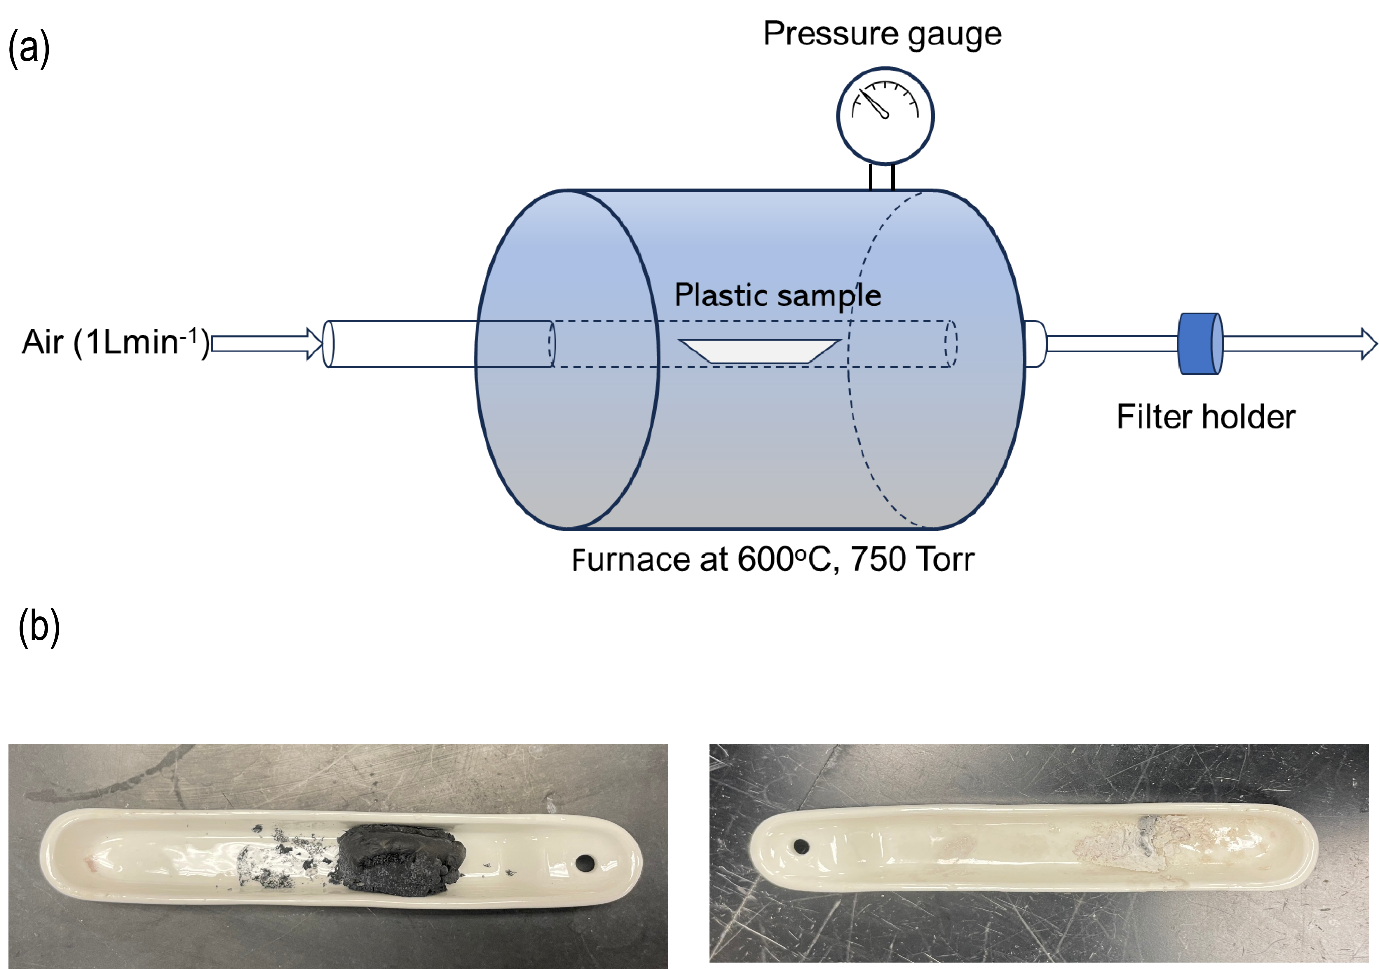 (a)
Pressure gauge
Plastic sample
Air (1Lmin⁻¹)
Filter holder
Furnace at 600ᵒC, 750 Torr
(b)